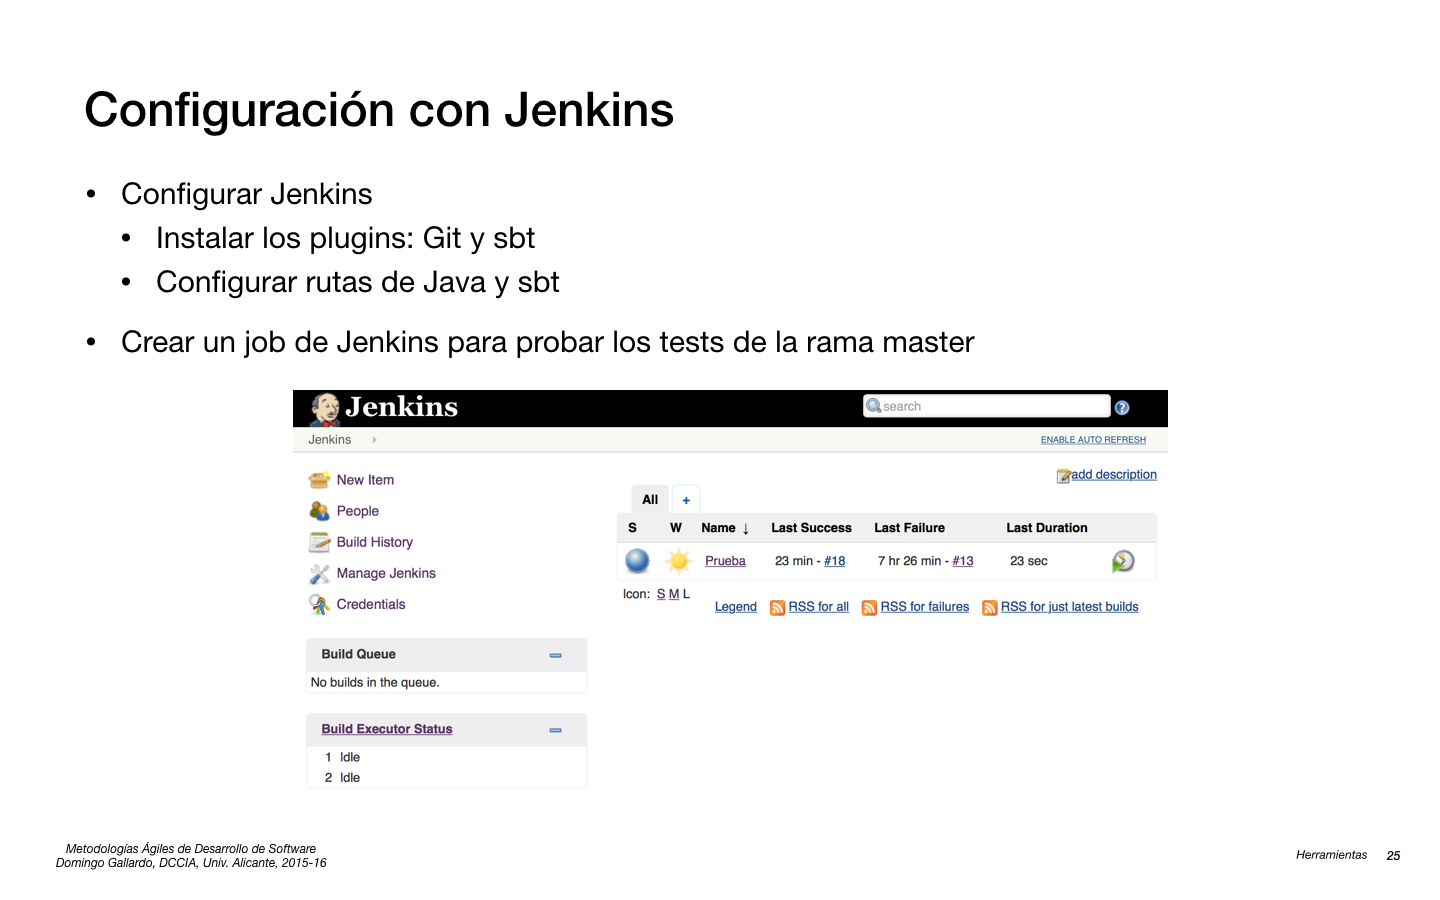 Configuración con Jenkins
• Configurar Jenkins
• Instalar los plugins: Git y sbt
• Configurar rutas de Java y sbt
• Crear un job de Jenkins para probar los tests de la rama master
Jenkins
search
Jenkins
ENABLE AUTO REFRESH
New Item
People
Build History
Manage Jenkins
Credentials
Build Queue
No builds in the queue.
Build Executor Status
1 Idle
2 Idle
add description
All +
S W Name ↓ Last Success Last Failure Last Duration
Prueba 23 min - #18 7 hr 26 min - #13 23 sec
Icon: S M L
Legend RSS for all RSS for failures RSS for just latest builds
Metodologías Ágiles de Desarrollo de Software
Domingo Gallardo, DCCIA, Univ. Alicante, 2015-16
Herramientas 25